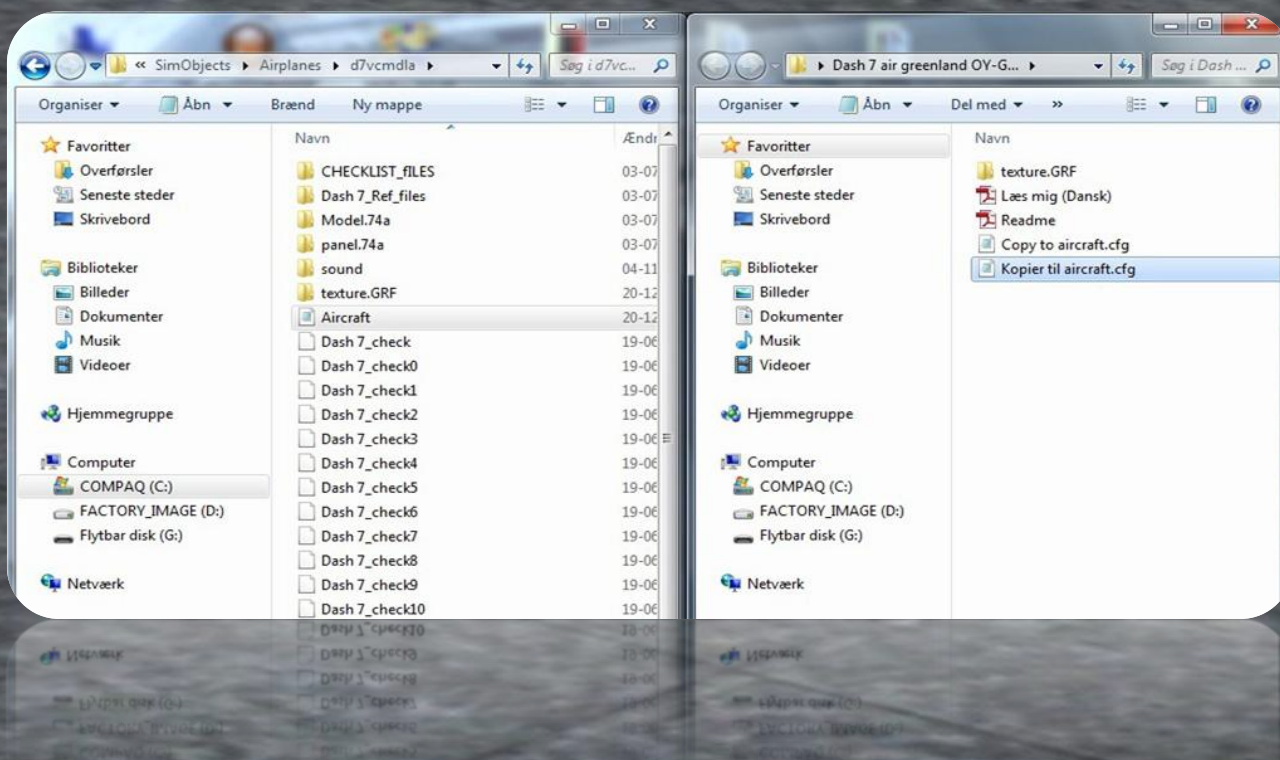 « SimObjects Airplanes d7vcmdla
Søg i d7vc...
Organiser Åbn Brænd Ny mappe
Favoritter
Overførsler
Seneste steder
Skrivebord
Biblioteker
Billeder
Dokumenter
Musik
Videoer
Hjemmegruppe
Computer
COMPAQ (C:)
FACTORY_IMAGE (D:)
Flytbar disk (G:)
Netværk
Navn Ændr
CHECKLIST_fILES 03-07
Dash 7_Ref_files 03-07
Model.74a 03-07
panel.74a 03-07
sound 04-11
texture.GRF 20-12
Aircraft 20-12
Dash 7_check 19-06
Dash 7_check0 19-06
Dash 7_check1 19-06
Dash 7_check2 19-06
Dash 7_check3 19-06
Dash 7_check4 19-06
Dash 7_check5 19-06
Dash 7_check6 19-06
Dash 7_check7 19-06
Dash 7_check8 19-06
Dash 7_check9 19-06
Dash 7_check10 19-06
Dash 7 air greenland OY-G...
Søg i Dash ...
Organiser Åbn Del med »
Favoritter
Overførsler
Seneste steder
Skrivebord
Biblioteker
Billeder
Dokumenter
Musik
Videoer
Hjemmegruppe
Computer
COMPAQ (C:)
FACTORY_IMAGE (D:)
Flytbar disk (G:)
Netværk
Navn
texture.GRF
Læs mig (Dansk)
Readme
Copy to aircraft.cfg
Kopier til aircraft.cfg